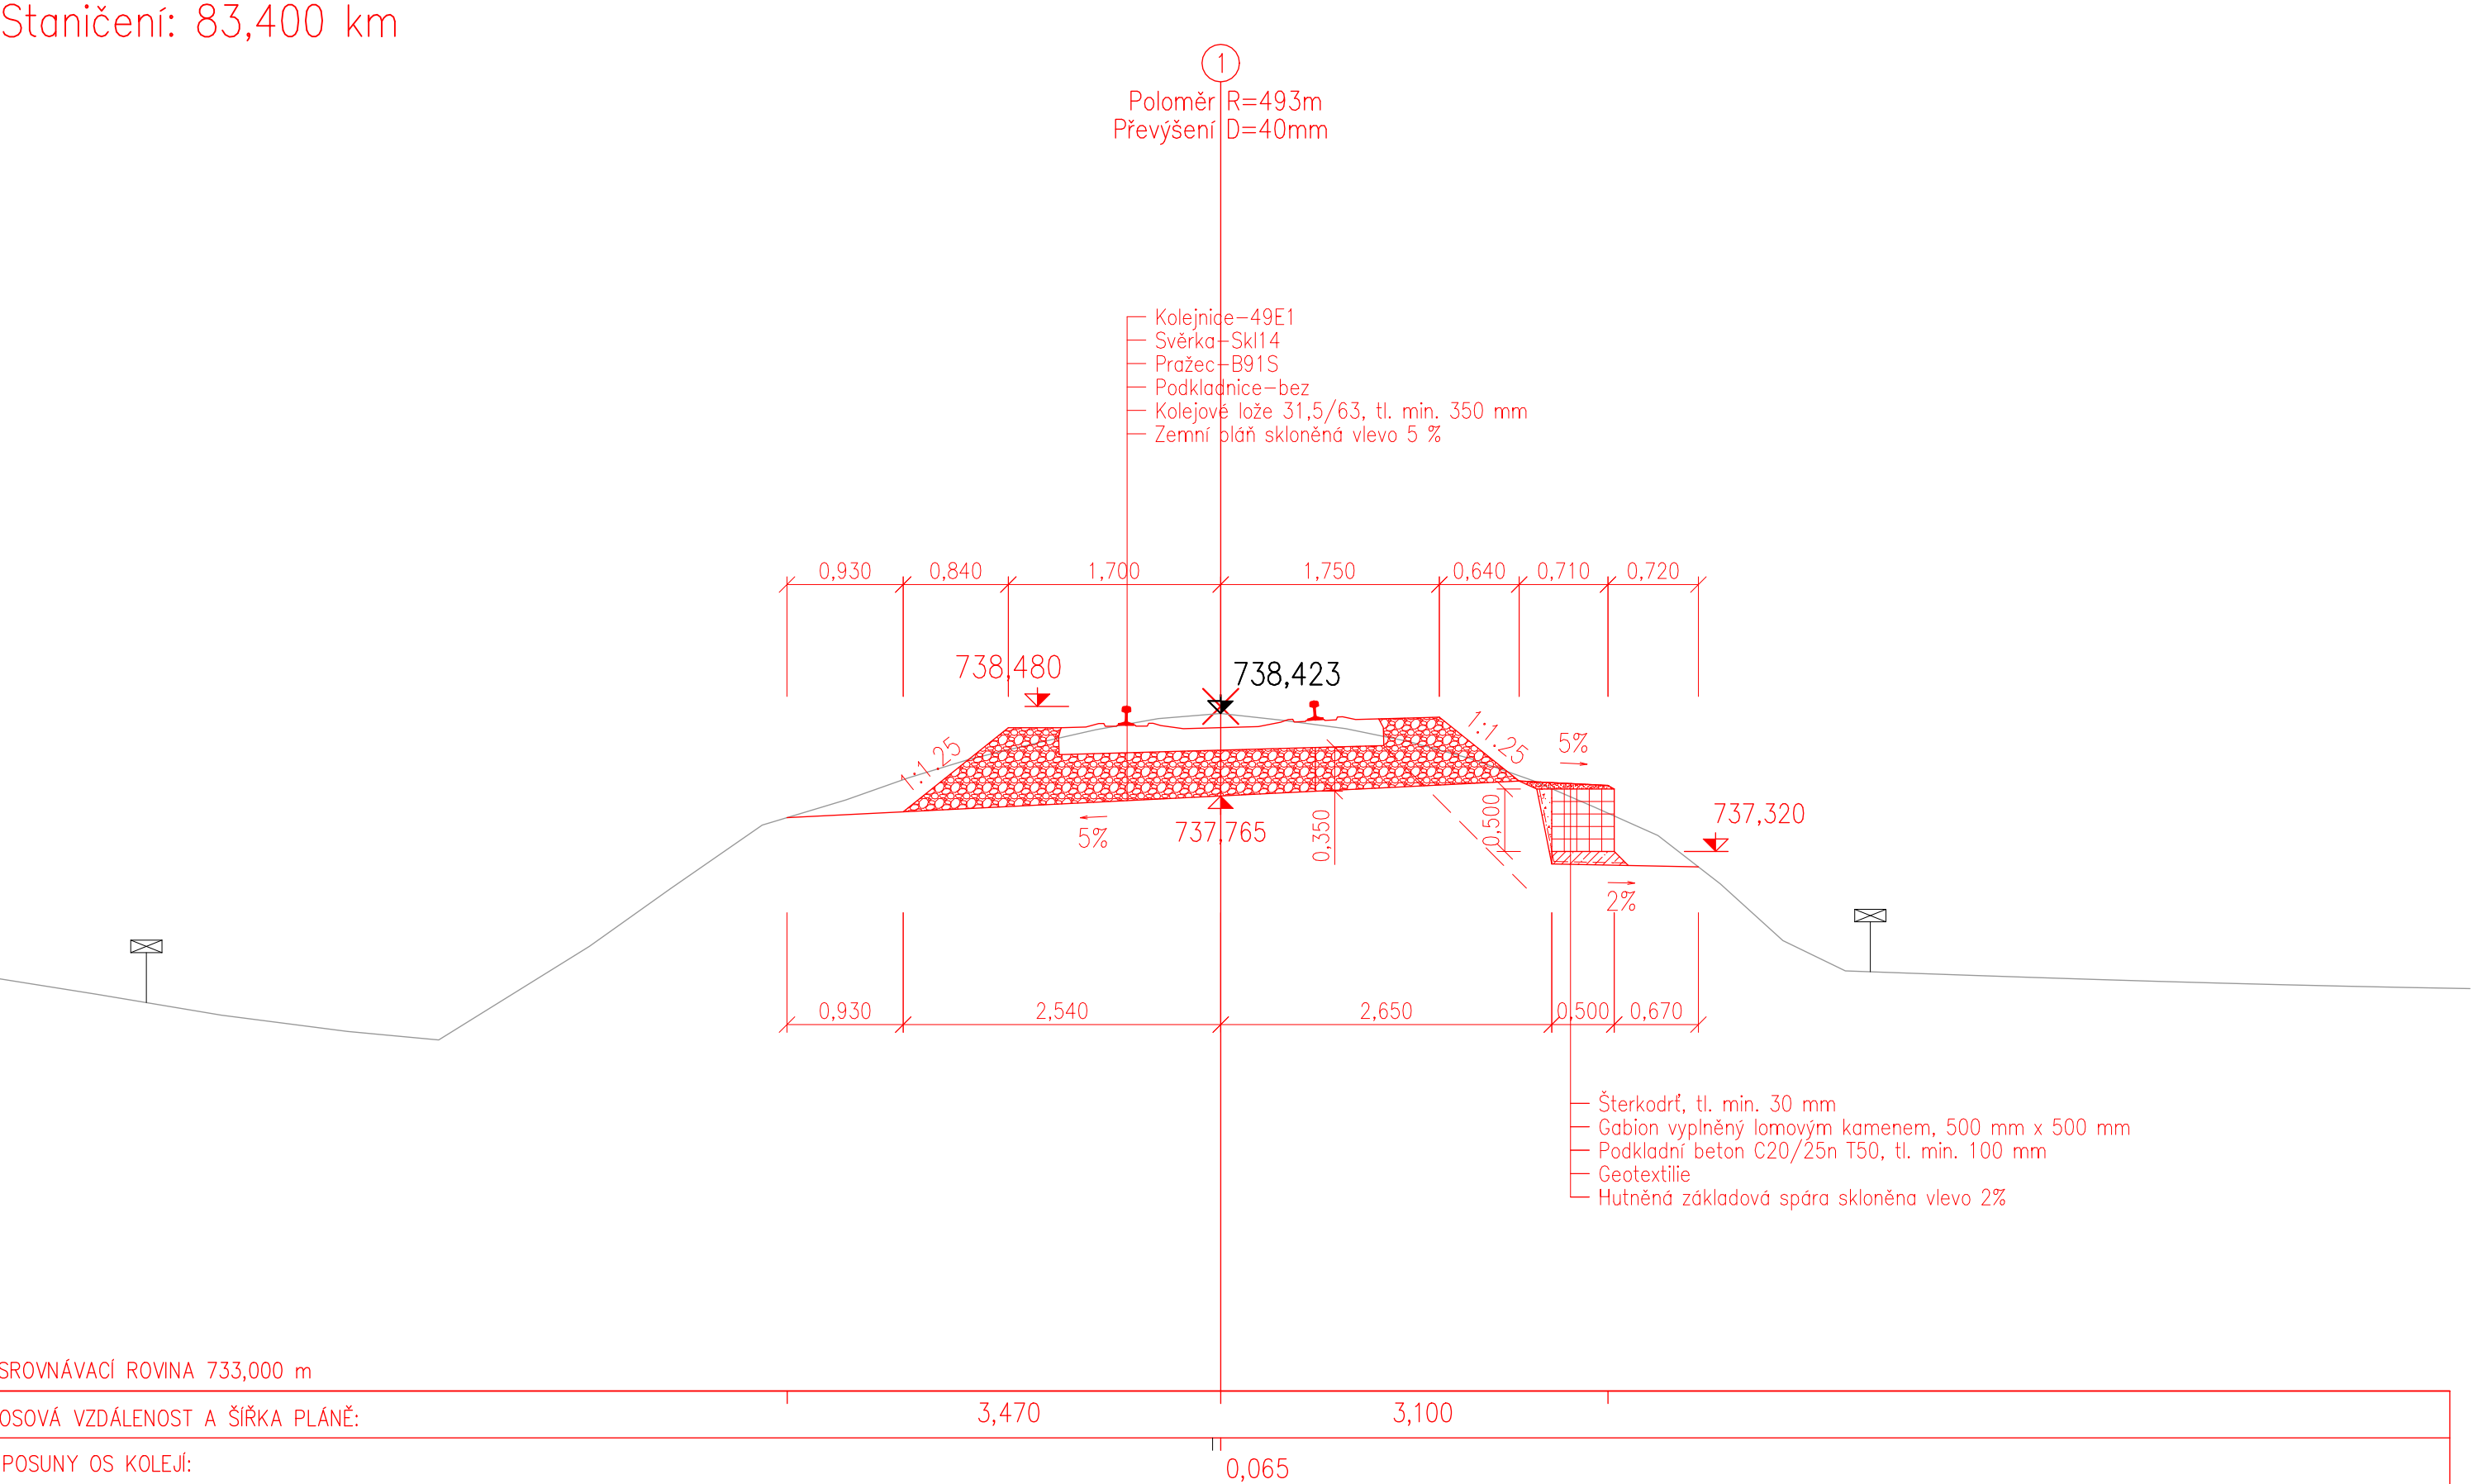 Staničení: 83,400 km
1
Poloměr R=493m
Převýšení D=40mm
Kolejnice-49E1
Svěrka-Skl14
Pražec-B91S
Podkladnice-bez
Kolejové lože 31,5/63, tl. min. 350 mm
Zemní pláň skloněná vlevo 5 %
0,930 0,840 1,700 1,750 0,640 0,710 0,720
738,480
738,423
1:1.25
1:1.25
5%
737,320
5%
737,765
0,350
0,500
2%
0,930 2,540 2,650 0,500 0,670
Štěrkodrť, tl. min. 30 mm
Gabion vyplněný lomovým kamenem, 500 mm x 500 mm
Podkladní beton C20/25n T50, tl. min. 100 mm
Geotextilie
Hutněná základová spára skloněna vlevo 2%
SROVNÁVACÍ ROVINA 733,000 m
OSOVÁ VZDÁLENOST A ŠÍŘKA PLÁNĚ: 3,470 3,100
POSUNY OS KOLEJÍ: 0,065